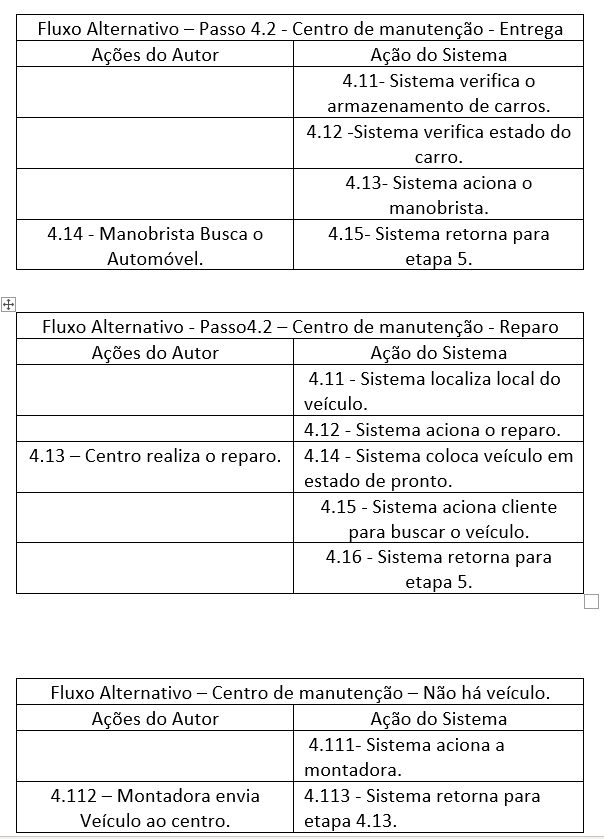 Fluxo Alternativo – Passo 4.2 - Centro de manutenção - Entrega
Ações do Autor
Ação do Sistema
4.11- Sistema verifica o
armazenamento de carros.
4.12 -Sistema verifica estado do
carro.
4.13- Sistema aciona o
manobrista.
4.14 - Manobrista Busca o
Automóvel.
4.15- Sistema retorna para
etapa 5.
Fluxo Alternativo - Passo4.2 – Centro de manutenção - Reparo
Ações do Autor
Ação do Sistema
4.11 - Sistema localiza local do
veículo.
4.12 - Sistema aciona o reparo.
4.13 – Centro realiza o reparo.
4.14 - Sistema coloca veículo em
estado de pronto.
4.15 - Sistema aciona cliente
para buscar o veículo.
4.16 - Sistema retorna para
etapa 5.
Fluxo Alternativo – Centro de manutenção – Não há veículo.
Ações do Autor
Ação do Sistema
4.111- Sistema aciona a
montadora.
4.112 – Montadora envia
Veículo ao centro.
4.113 - Sistema retorna para
etapa 4.13.